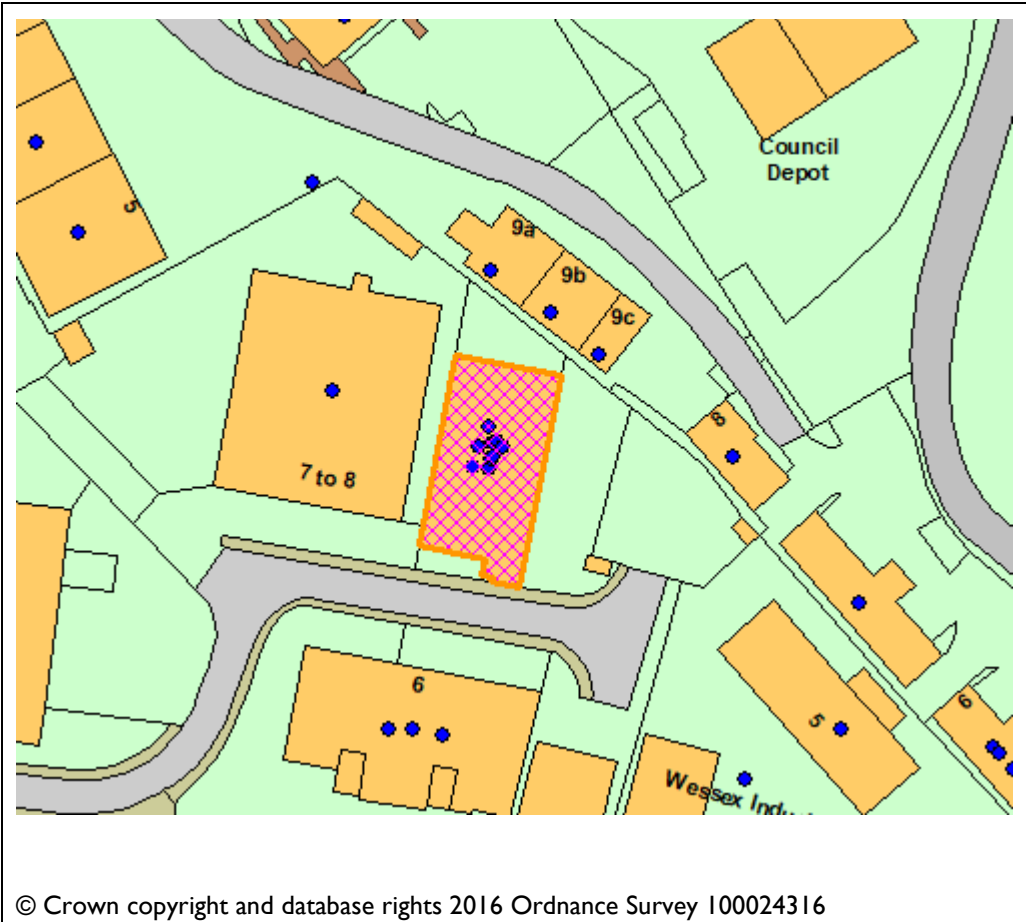 Council
Depot
5
9a
9b
9c
8
7 to 8
6
5
6
Wessex Indu
© Crown copyright and database rights 2016 Ordnance Survey 100024316